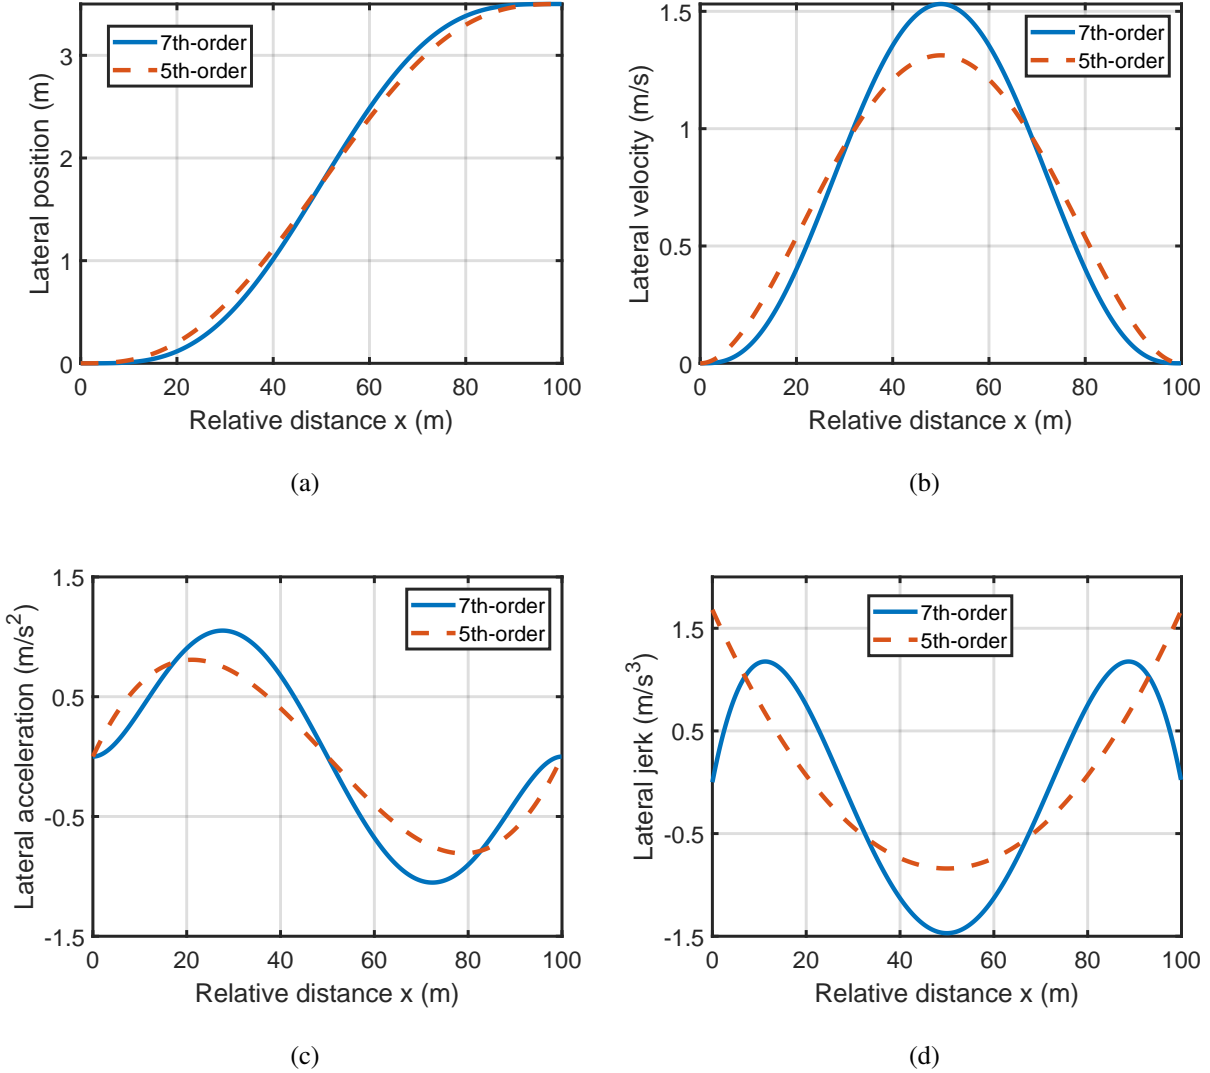 7th-order
5th-order
3
2
1
0
0
20
40
60
80
100
Lateral position (m)
Relative distance x (m)
(a)
7th-order
5th-order
1.5
1
0.5
0
0
20
40
60
80
100
Lateral velocity (m/s)
Relative distance x (m)
(b)
7th-order
5th-order
1.5
0.5
-0.5
-1.5
0
20
40
60
80
100
Lateral acceleration (m/s²)
Relative distance x (m)
(c)
7th-order
5th-order
1.5
0.5
-0.5
-1.5
0
20
40
60
80
100
Lateral jerk (m/s³)
Relative distance x (m)
(d)